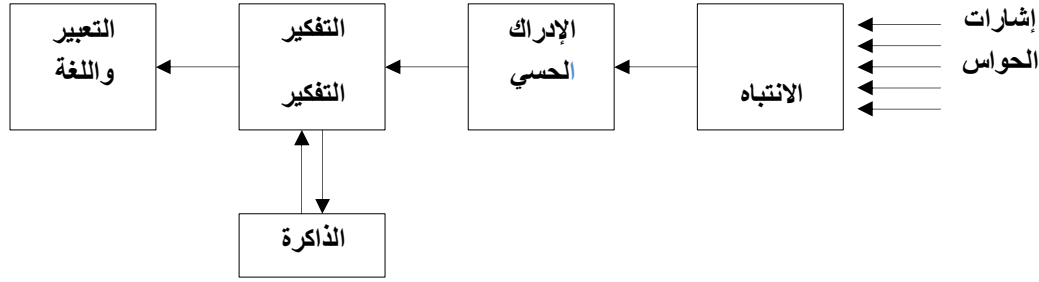 إشارات
الحواس
الانتباه
الإدراك
الحسي
التفكير
التفكير
التعبير
واللغة
الذاكرة